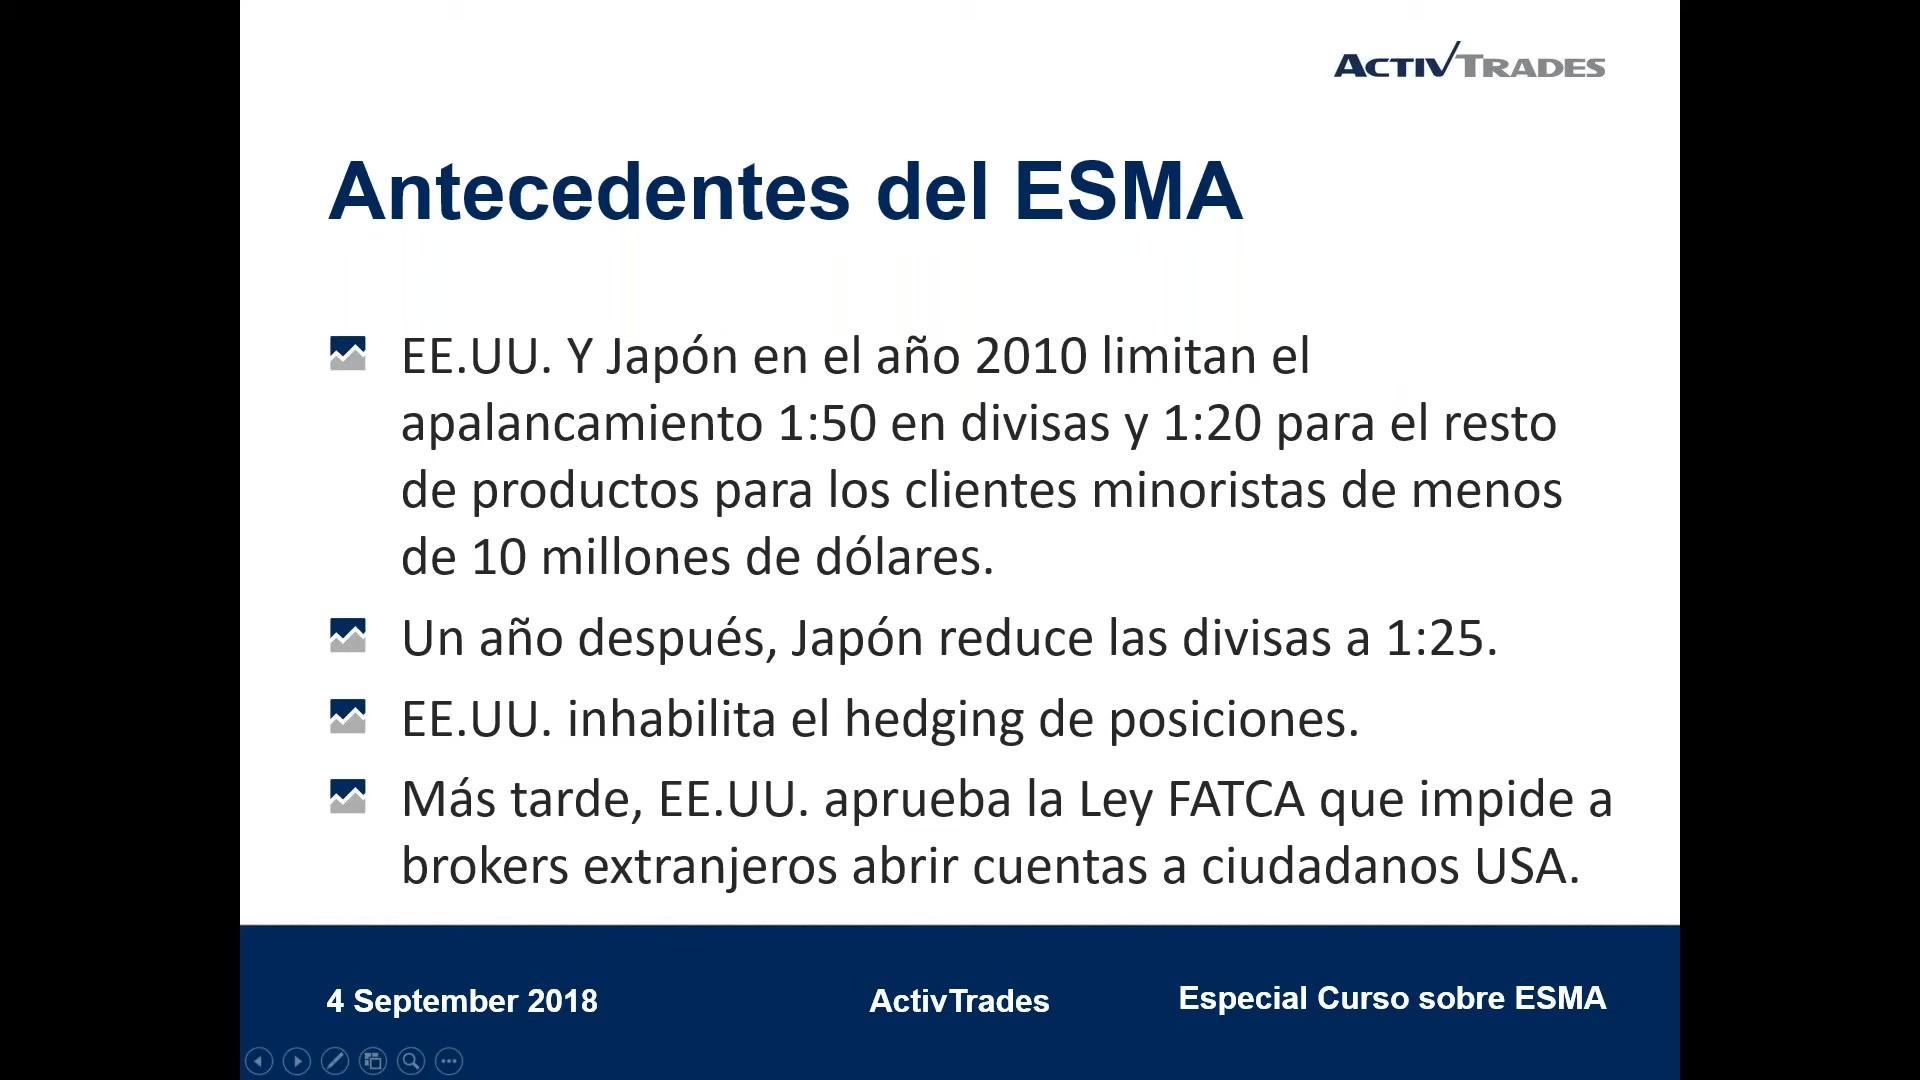 ACTIVTRADES
Antecedentes del ESMA
EE.UU. Y Japón en el año 2010 limitan el
apalancamiento 1:50 en divisas y 1:20 para el resto
de productos para los clientes minoristas de menos
de 10 millones de dólares.
Un año después, Japón reduce las divisas a 1:25.
EE.UU. inhabilita el hedging de posiciones.
Más tarde, EE.UU. aprueba la Ley FATCA que impide a
brokers extranjeros abrir cuentas a ciudadanos USA.
4 September 2018
ActivTrades
Especial Curso sobre ESMA